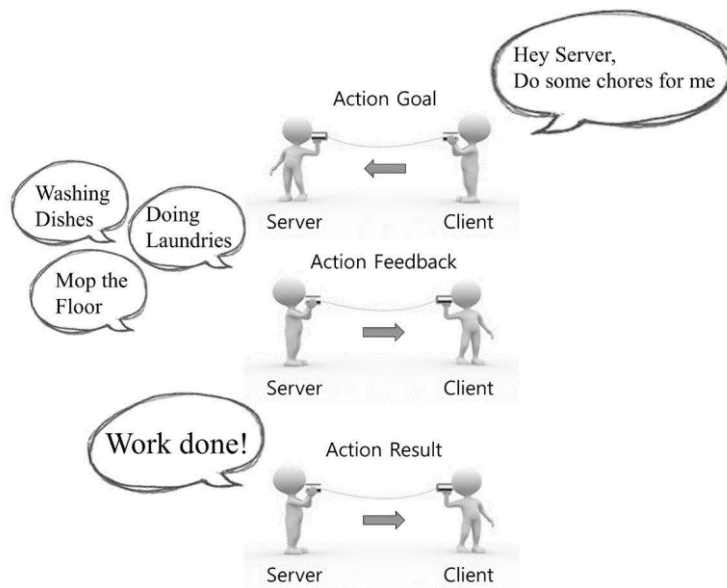 Hey Server,
Do some chores for me
Action Goal
Server
Client
Washing
Dishes
Doing
Laundries
Mop the
Floor
Action Feedback
Server
Client
Work done!
Action Result
Server
Client